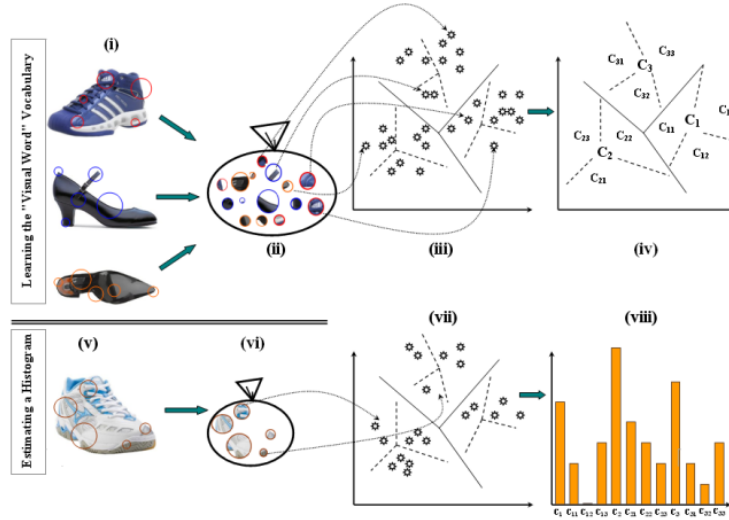 Learning the "Visual Word" Vocabulary
(i)
(ii)
(iii)
(iv)
C31
C33
C3
C32
C1
C11
C12
C23
C22
C2
C21
Estimating a Histogram
(v)
(vi)
(vii)
(viii)
C1 C11 C12 C13 C2 C21 C22 C23 C3 C31 C32 C33